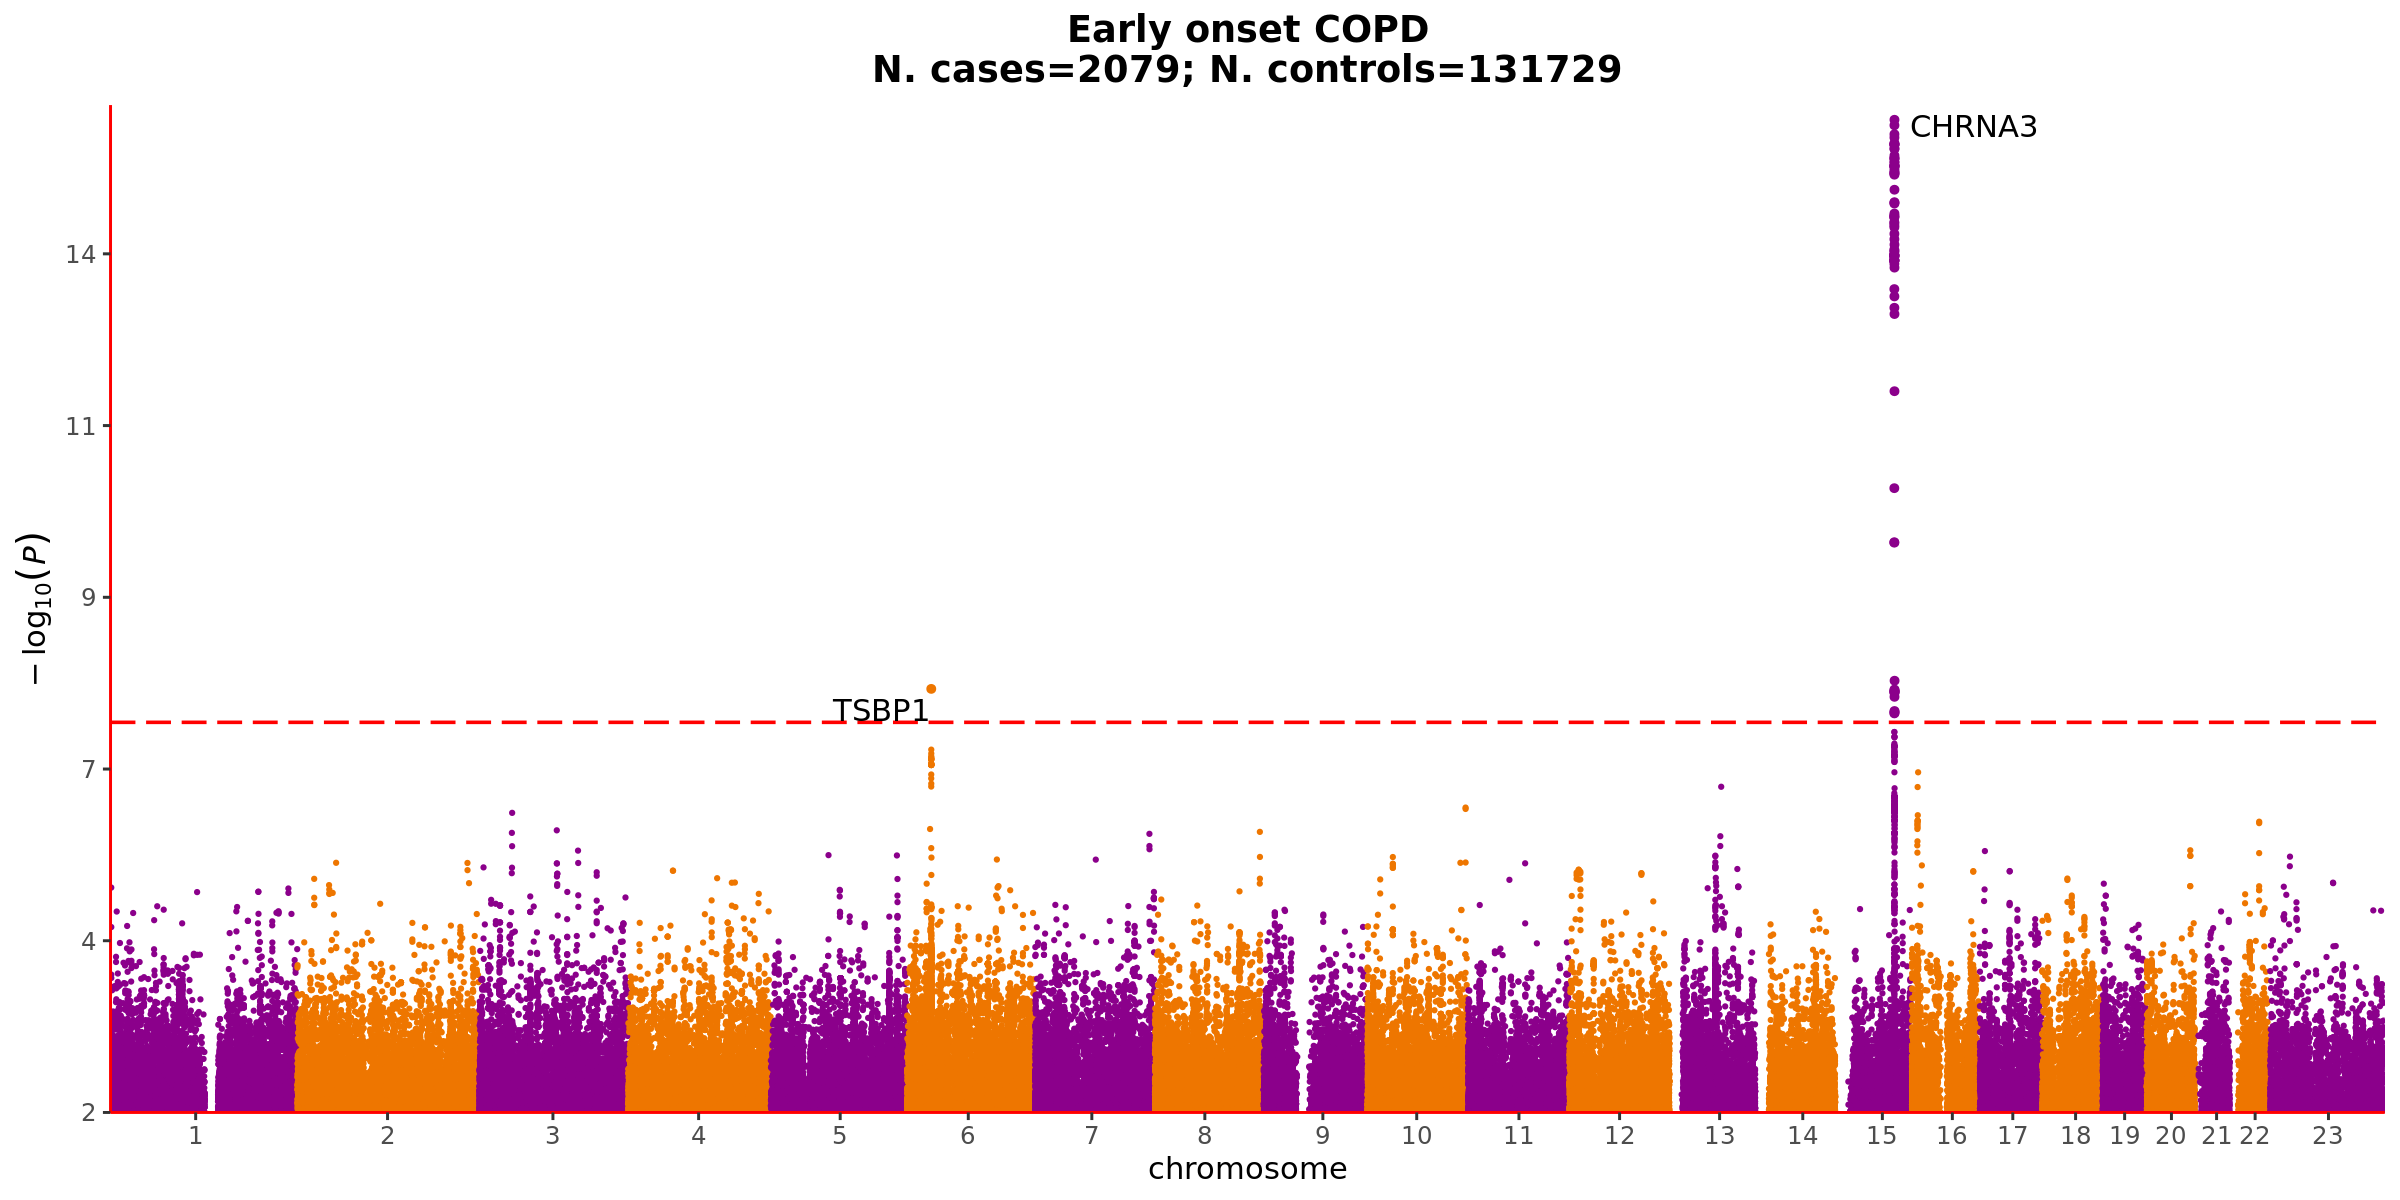 Early onset COPD
N. cases=2079; N. controls=131729
CHRNA3
14
11
9
TSBP1
7
4
2
−log₁₀(P)
1 2 3 4 5 6 7 8 9 10 11 12 13 14 15 16 17 18 19 20 21 22 23
chromosome